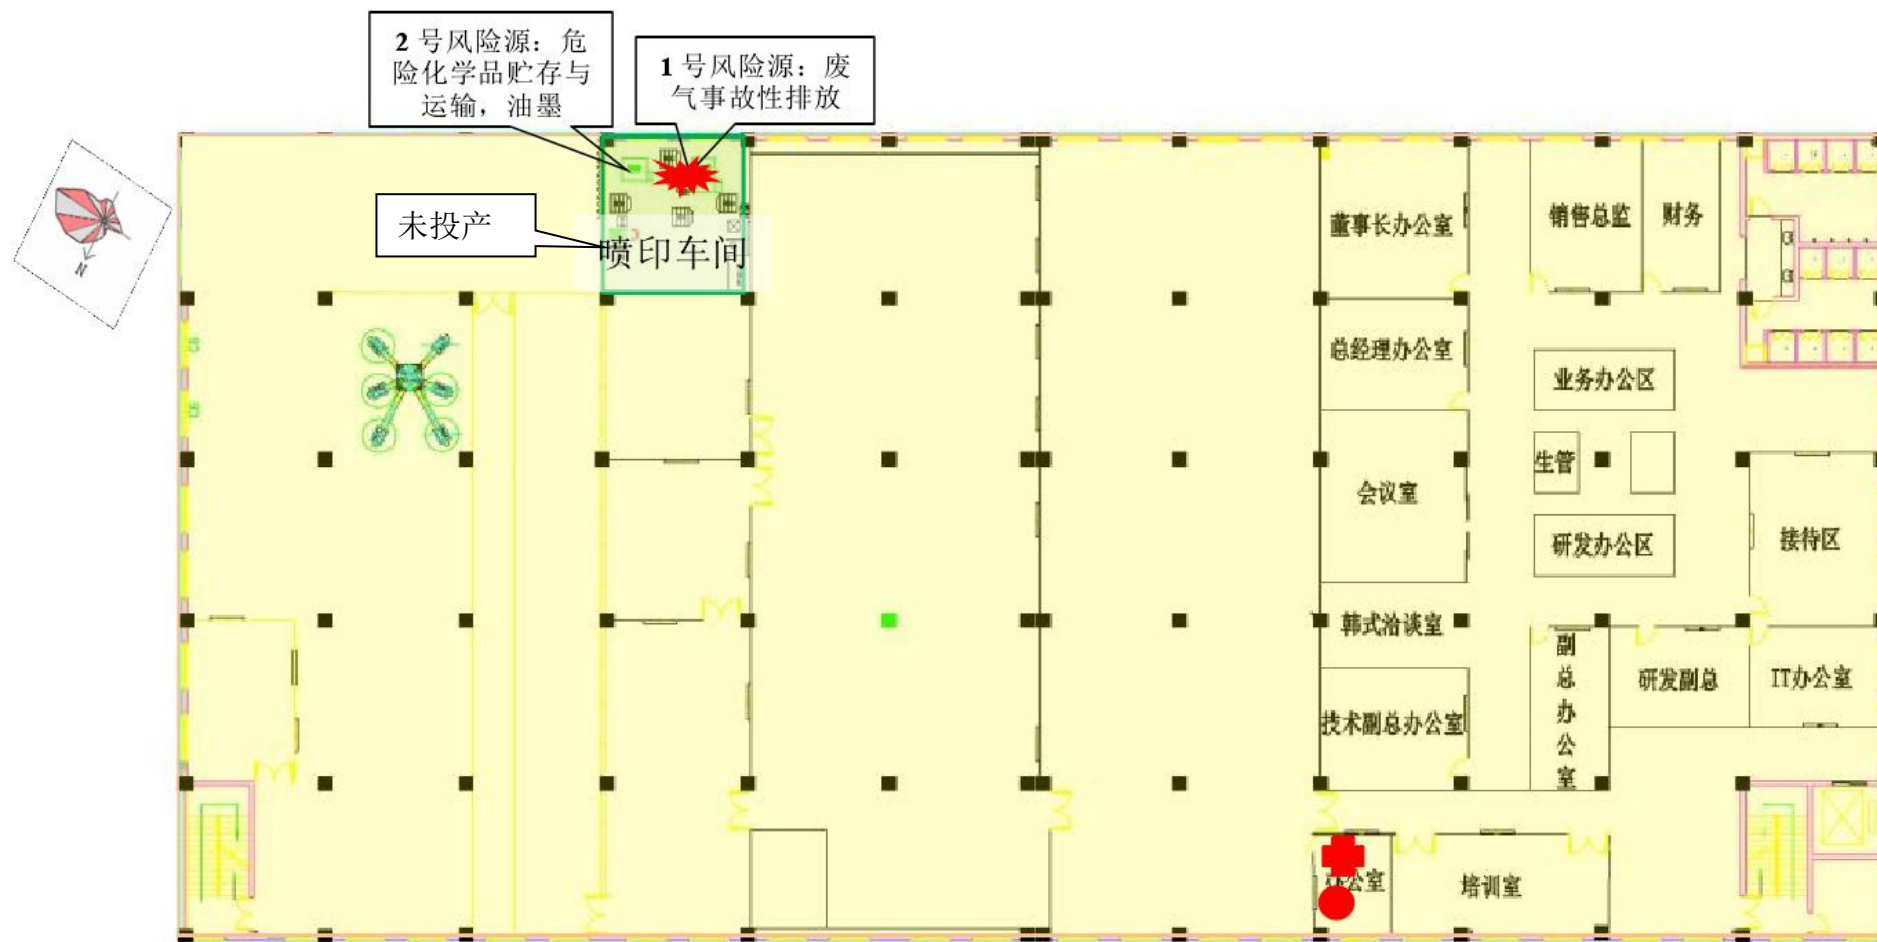 2 号风险源：危
险化学品贮存与
运输，油墨
1 号风险源：废
气事故性排放
未投产
喷印车间
N
董事长办公室
销售总监
财务
总经理办公室
业务办公区
生管
会议室
研发办公区
接待区
韩式洽谈室
副
总
办
公
室
研发副总
IT办公室
技术副总办公室
办公室
培训室